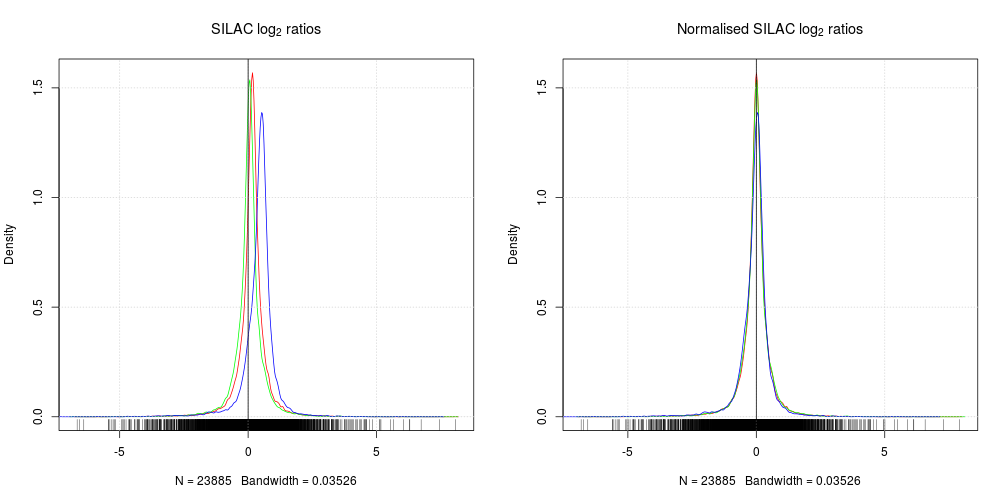 SILAC log₂ ratios
Density
0.0 0.5 1.0 1.5
-5 0 5
N = 23885 Bandwidth = 0.03526
Normalised SILAC log₂ ratios
Density
0.0 0.5 1.0 1.5
-5 0 5
N = 23885 Bandwidth = 0.03526